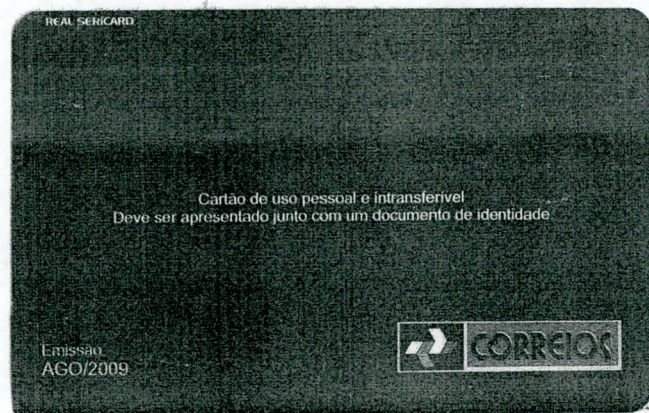 REAL SERICARD
Cartão de uso pessoal e intransferível
Deve ser apresentado junto com um documento de identidade
Emissão
AGO/2009
CORREIOS